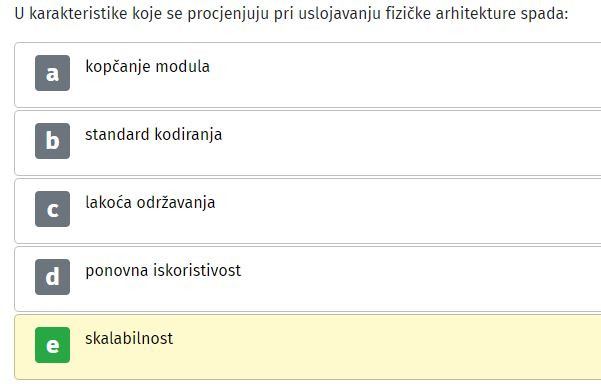 U karakteristike koje se procjenjuju pri uslojavanju fizičke arhitekture spada:
a kopčanje modula
b standard kodiranja
c lakoća održavanja
d ponovna iskoristivost
e skalabilnost